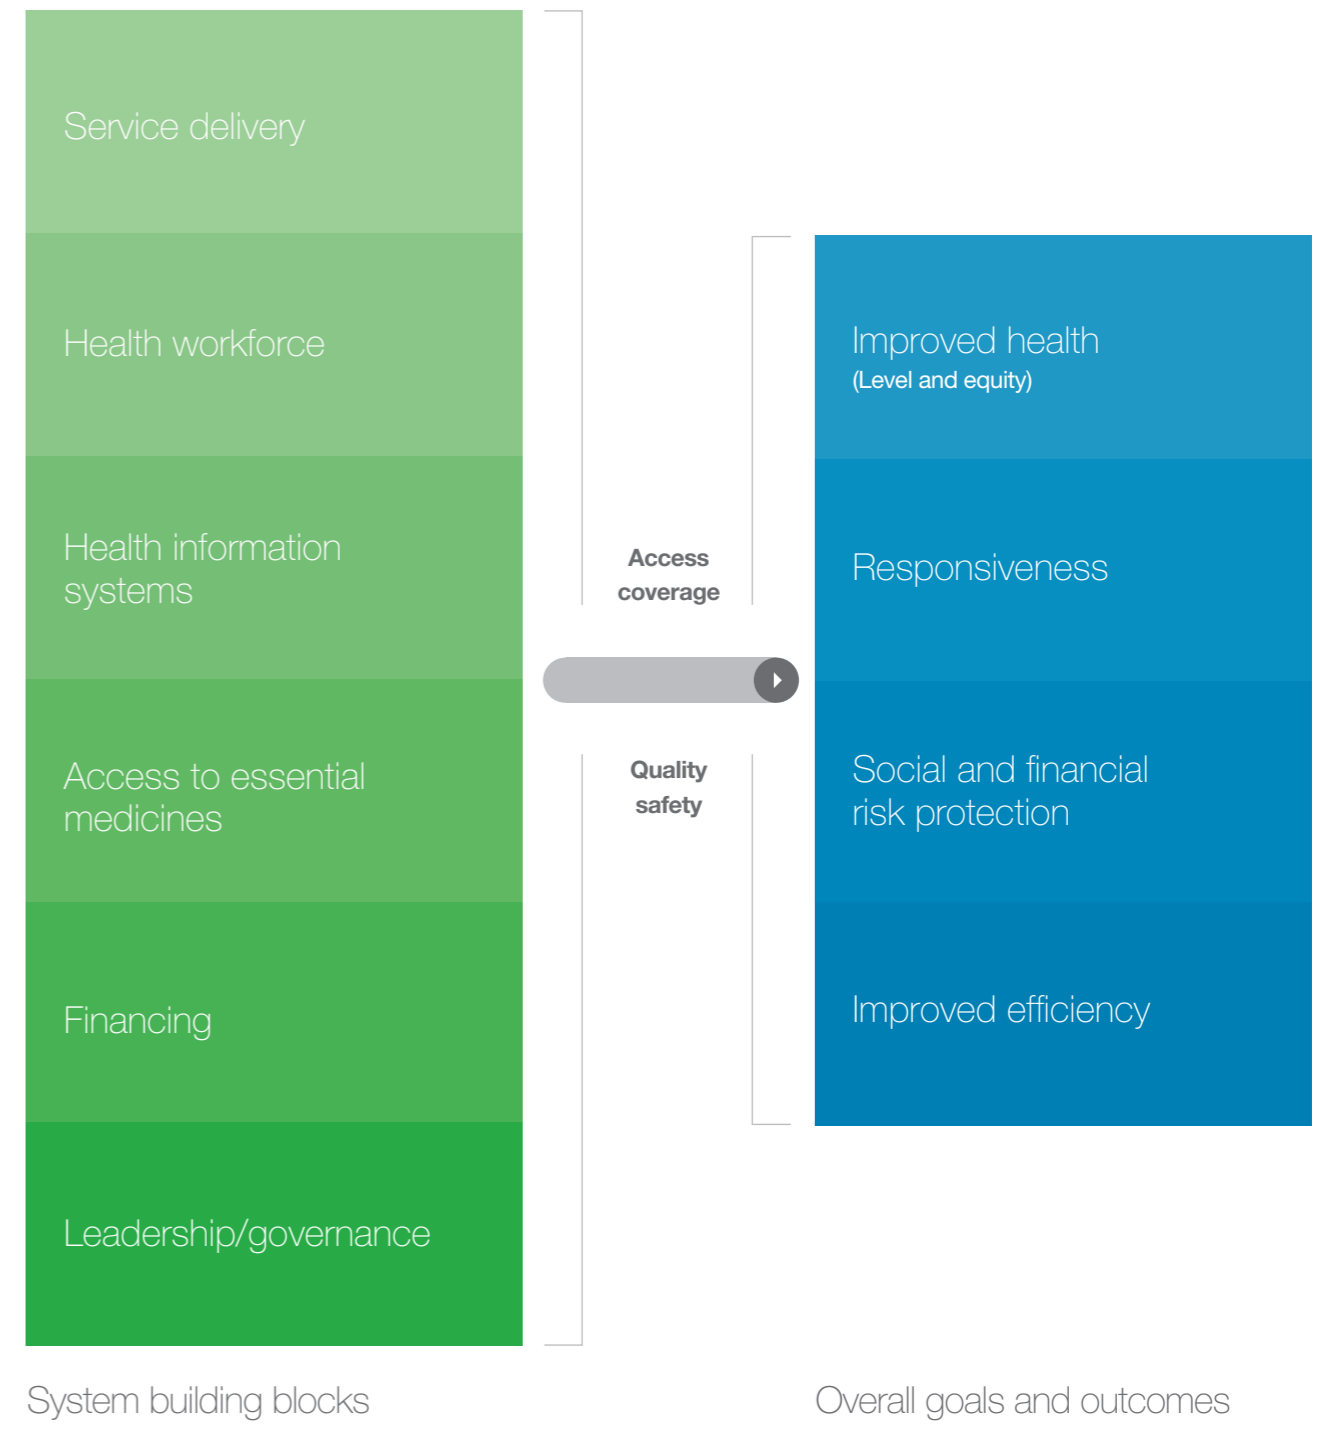 Service delivery
Health workforce
Health information
systems
Access to essential
medicines
Financing
Leadership/governance
System building blocks
Access
coverage
Quality
safety
Improved health
(Level and equity)
Responsiveness
Social and financial
risk protection
Improved efficiency
Overall goals and outcomes